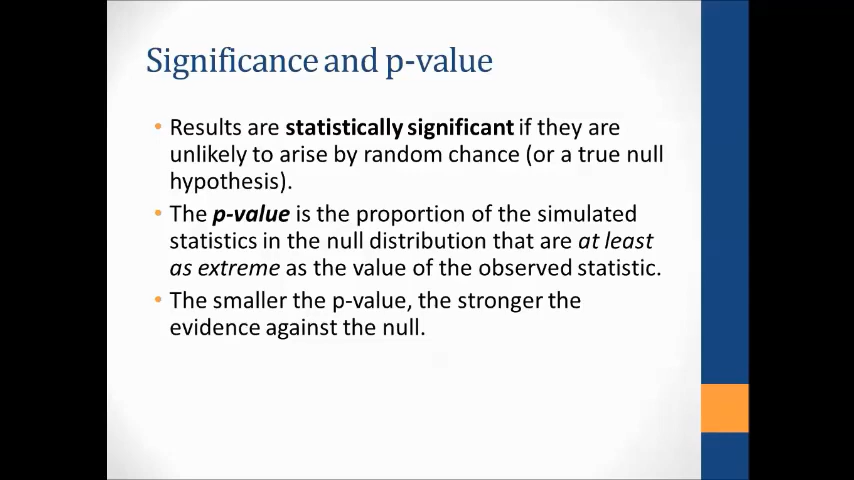 Significance and p-value
• Results are statistically significant if they are
unlikely to arise by random chance (or a true null
hypothesis).
• The p-value is the proportion of the simulated
statistics in the null distribution that are at least
as extreme as the value of the observed statistic.
• The smaller the p-value, the stronger the
evidence against the null.